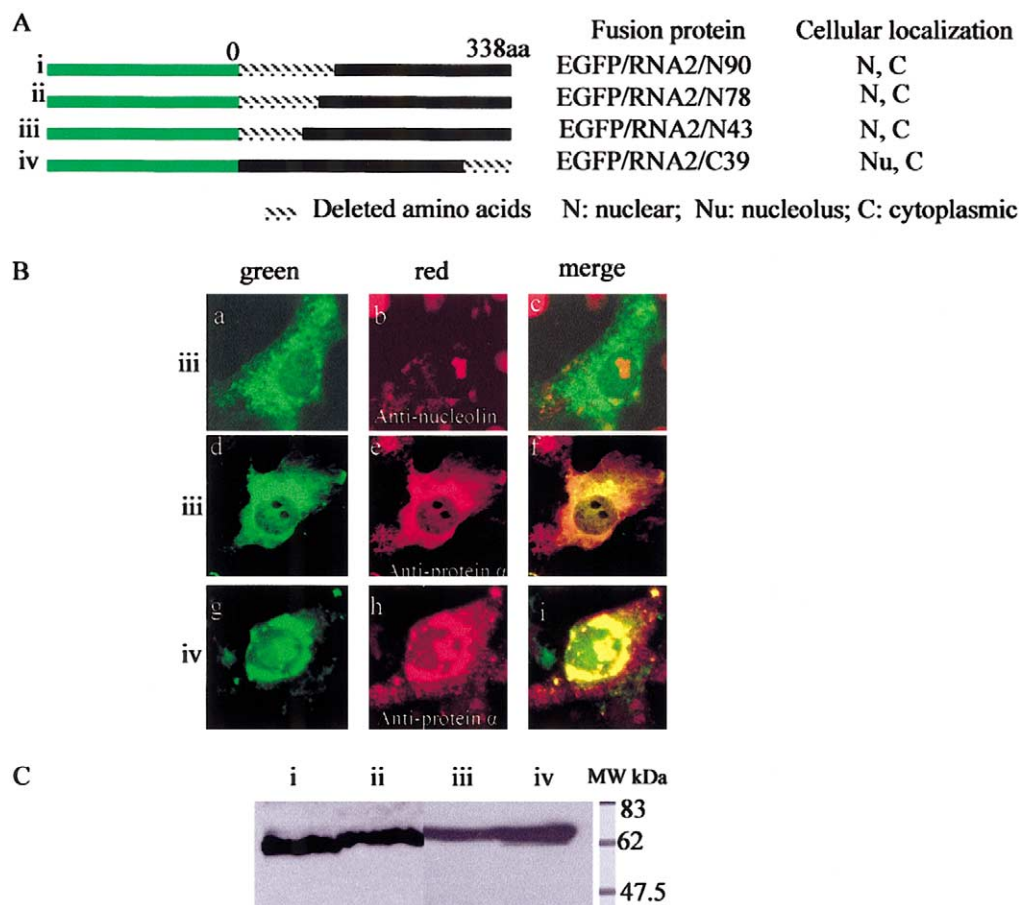 A
Fusion protein Cellular localization
0 338aa
i EGFP/RNA2/N90 N, C
ii EGFP/RNA2/N78 N, C
iii EGFP/RNA2/N43 N, C
iv EGFP/RNA2/C39 Nu, C
Deleted amino acids N: nuclear; Nu: nucleolus; C: cytoplasmic
B green red merge
a b c
iii
Anti-nucleolin
d e f
iii
Anti-protein α
g h i
iv
Anti-protein α
C i ii iii iv MW kDa
83
62
47.5